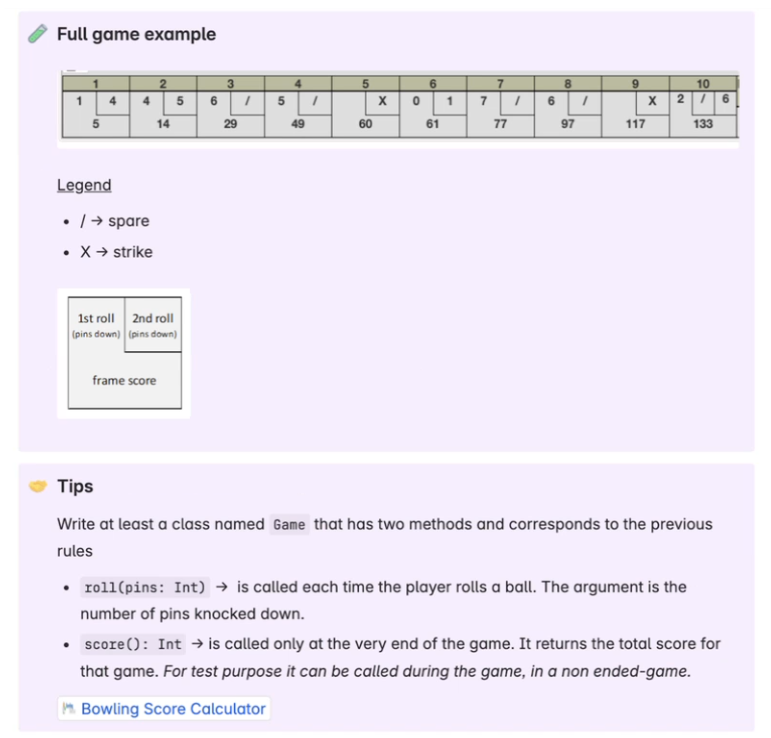 Full game example
1 2 3 4 5 6 7 8 9 10
1 4 4 5 6 / 5 / X 0 1 7 / 6 / X 2 / 6
5 14 29 49 60 61 77 97 117 133
Legend
• / → spare
• X → strike
1st roll 2nd roll
(pins down) (pins down)
frame score
Tips
Write at least a class named Game that has two methods and corresponds to the previous
rules
• roll(pins: Int) → is called each time the player rolls a ball. The argument is the
number of pins knocked down.
• score(): Int → is called only at the very end of the game. It returns the total score for
that game. For test purpose it can be called during the game, in a non ended-game.
Bowling Score Calculator